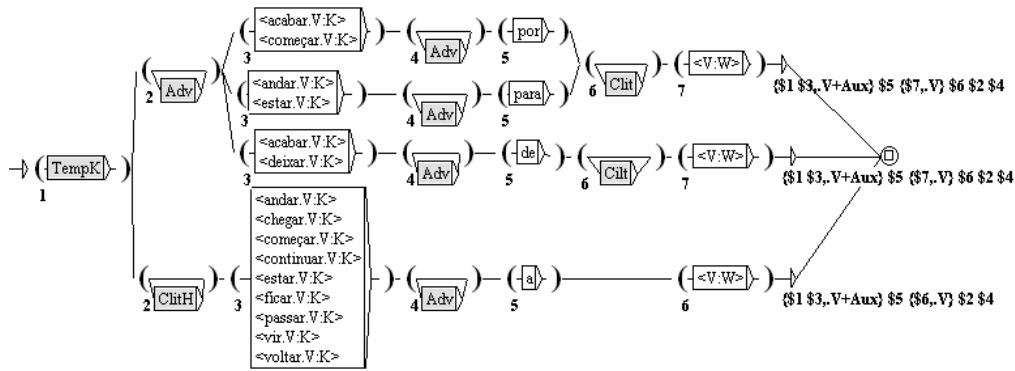 <acabar.V:K>
<começar.V:K>
3
Adv
4
por
5
<andar.V:K>
<estar.V:K>
3
Adv
4
para
5
Adv
2
Clit
6
<V:W>
7
{$1 $3,.V+Aux} $5 {$7,.V} $6 $2 $4
<acabar.V:K>
<deixar.V:K>
3
Adv
4
de
5
Cilt
6
<V:W>
7
{$1 $3,.V+Aux} $5 {$7,.V} $6 $2 $4
TempK
1
ClitH
2
<andar.V:K>
<chegar.V:K>
<começar.V:K>
<continuar.V:K>
<estar.V:K>
<ficar.V:K>
<passar.V:K>
<vir.V:K>
<voltar.V:K>
3
Adv
4
a
5
<V:W>
6
{$1 $3,.V+Aux} $5 {$6,.V} $2 $4